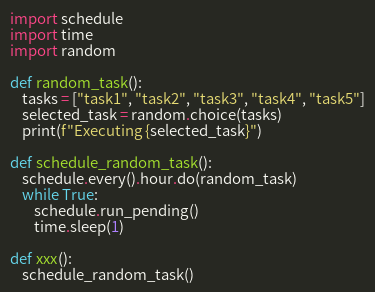 import schedule
import time
import random

def random_task():
    tasks = ["task1", "task2", "task3", "task4", "task5"]
    selected_task = random.choice(tasks)
    print(f"Executing {selected_task}")

def schedule_random_task():
    schedule.every().hour.do(random_task)
    while True:
        schedule.run_pending()
        time.sleep(1)

def xxx():
    schedule_random_task()